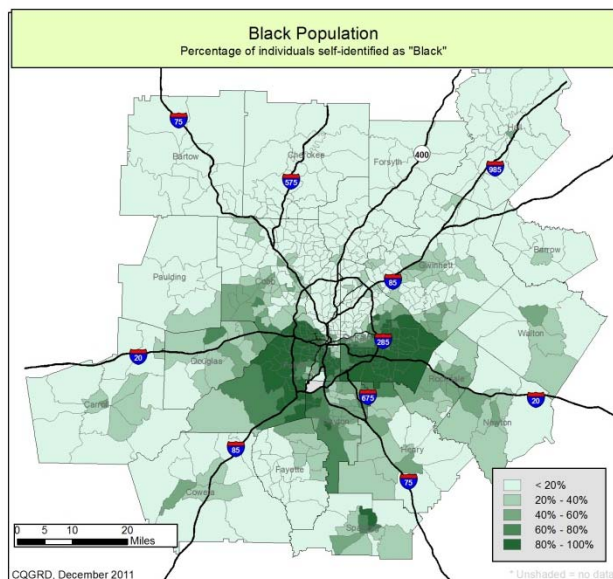 Black Population
Percentage of individuals self-identified as "Black"
75
Bartow
Cherokee
575
Forsyth
400
Hall
985
Paulding
Cobb
85
Gwinnett
Barrow
20
Douglas
285
Walton
Carroll
675
Rockdale
20
Newton
85
Fayette
Henry
75
Coweta
< 20%
20% - 40%
40% - 60%
60% - 80%
80% - 100%
0 5 10 20
Miles
CQGRD, December 2011
* Unshaded = no data